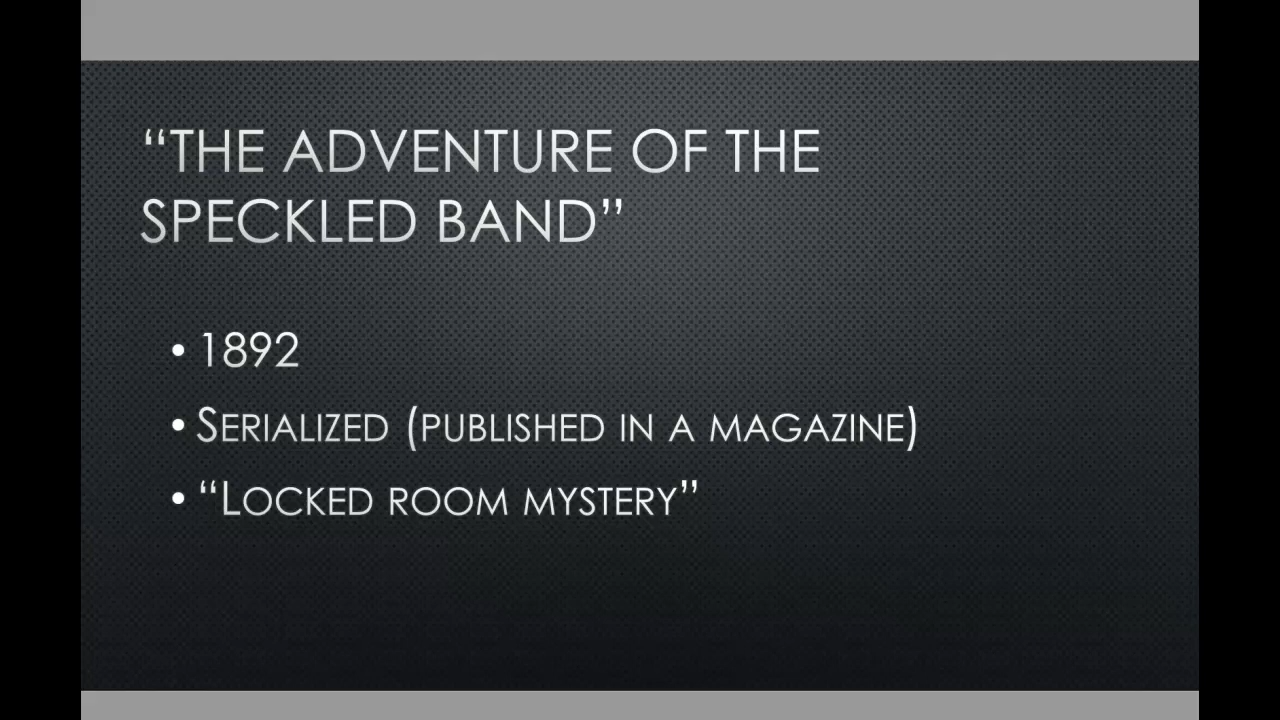 “THE ADVENTURE OF THE
SPECKLED BAND”
• 1892
• SERIALIZED (PUBLISHED IN A MAGAZINE)
• “LOCKED ROOM MYSTERY”